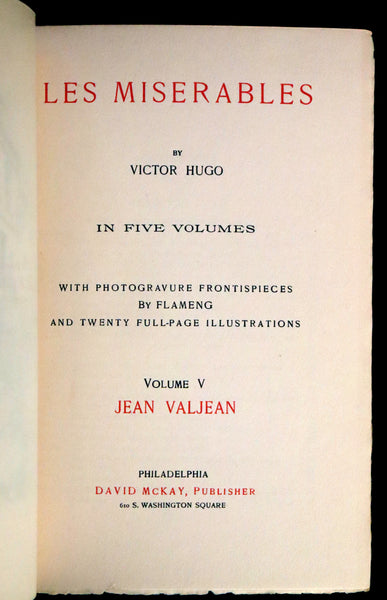 LES MISERABLES
BY
VICTOR HUGO
IN FIVE VOLUMES
WITH PHOTOGRAVURE FRONTISPIECES
By FLAMENG
AND TWENTY FULL-PAGE ILLUSTRATIONS
VOLUME V
JEAN VALJEAN
PHILADELPHIA
DAVID McKAY, PUBLISHER
610 S. WASHINGTON SQUARE